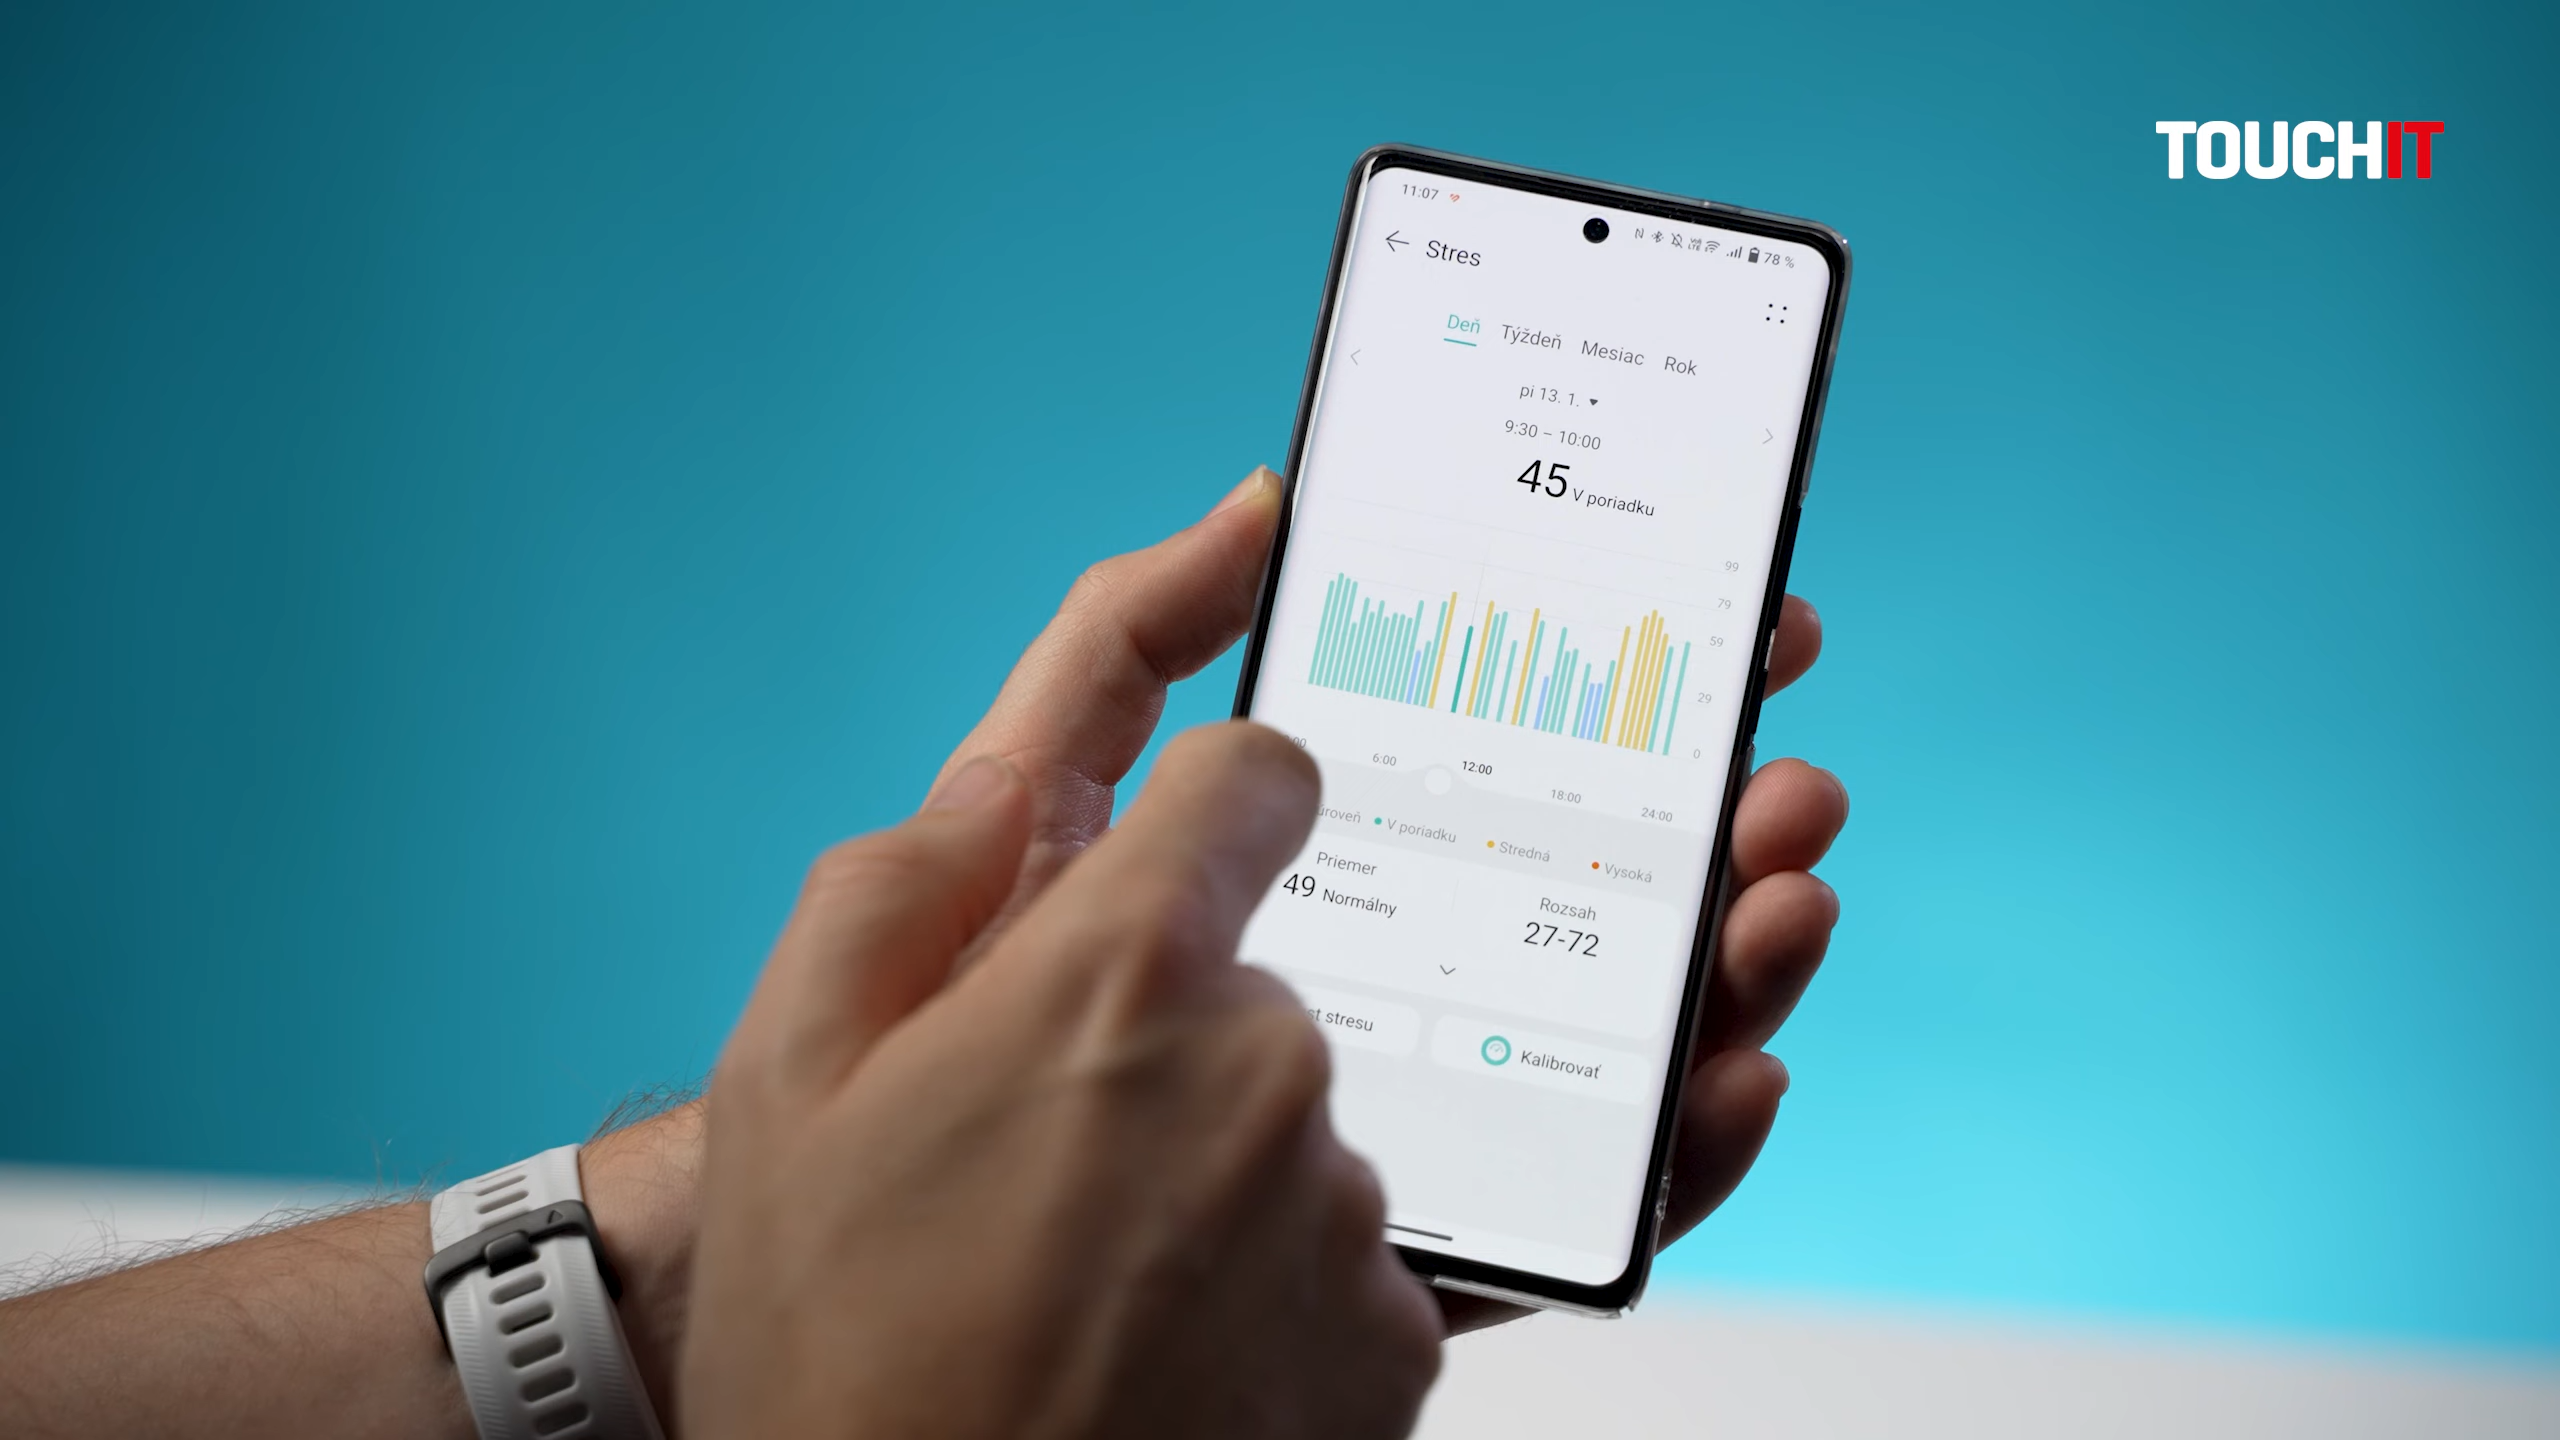 TOUCHIT
11:07
78 %
Stres
Deň Týždeň Mesiac Rok
pi 13. 1.
9:30 – 10:00
45 V poriadku
99
79
59
29
0
6:00 12:00 18:00 24:00
V poriadku Stredná Vysoká
Priemer
49 Normálny
Rozsah
27-72
stresu
Kalibrovať